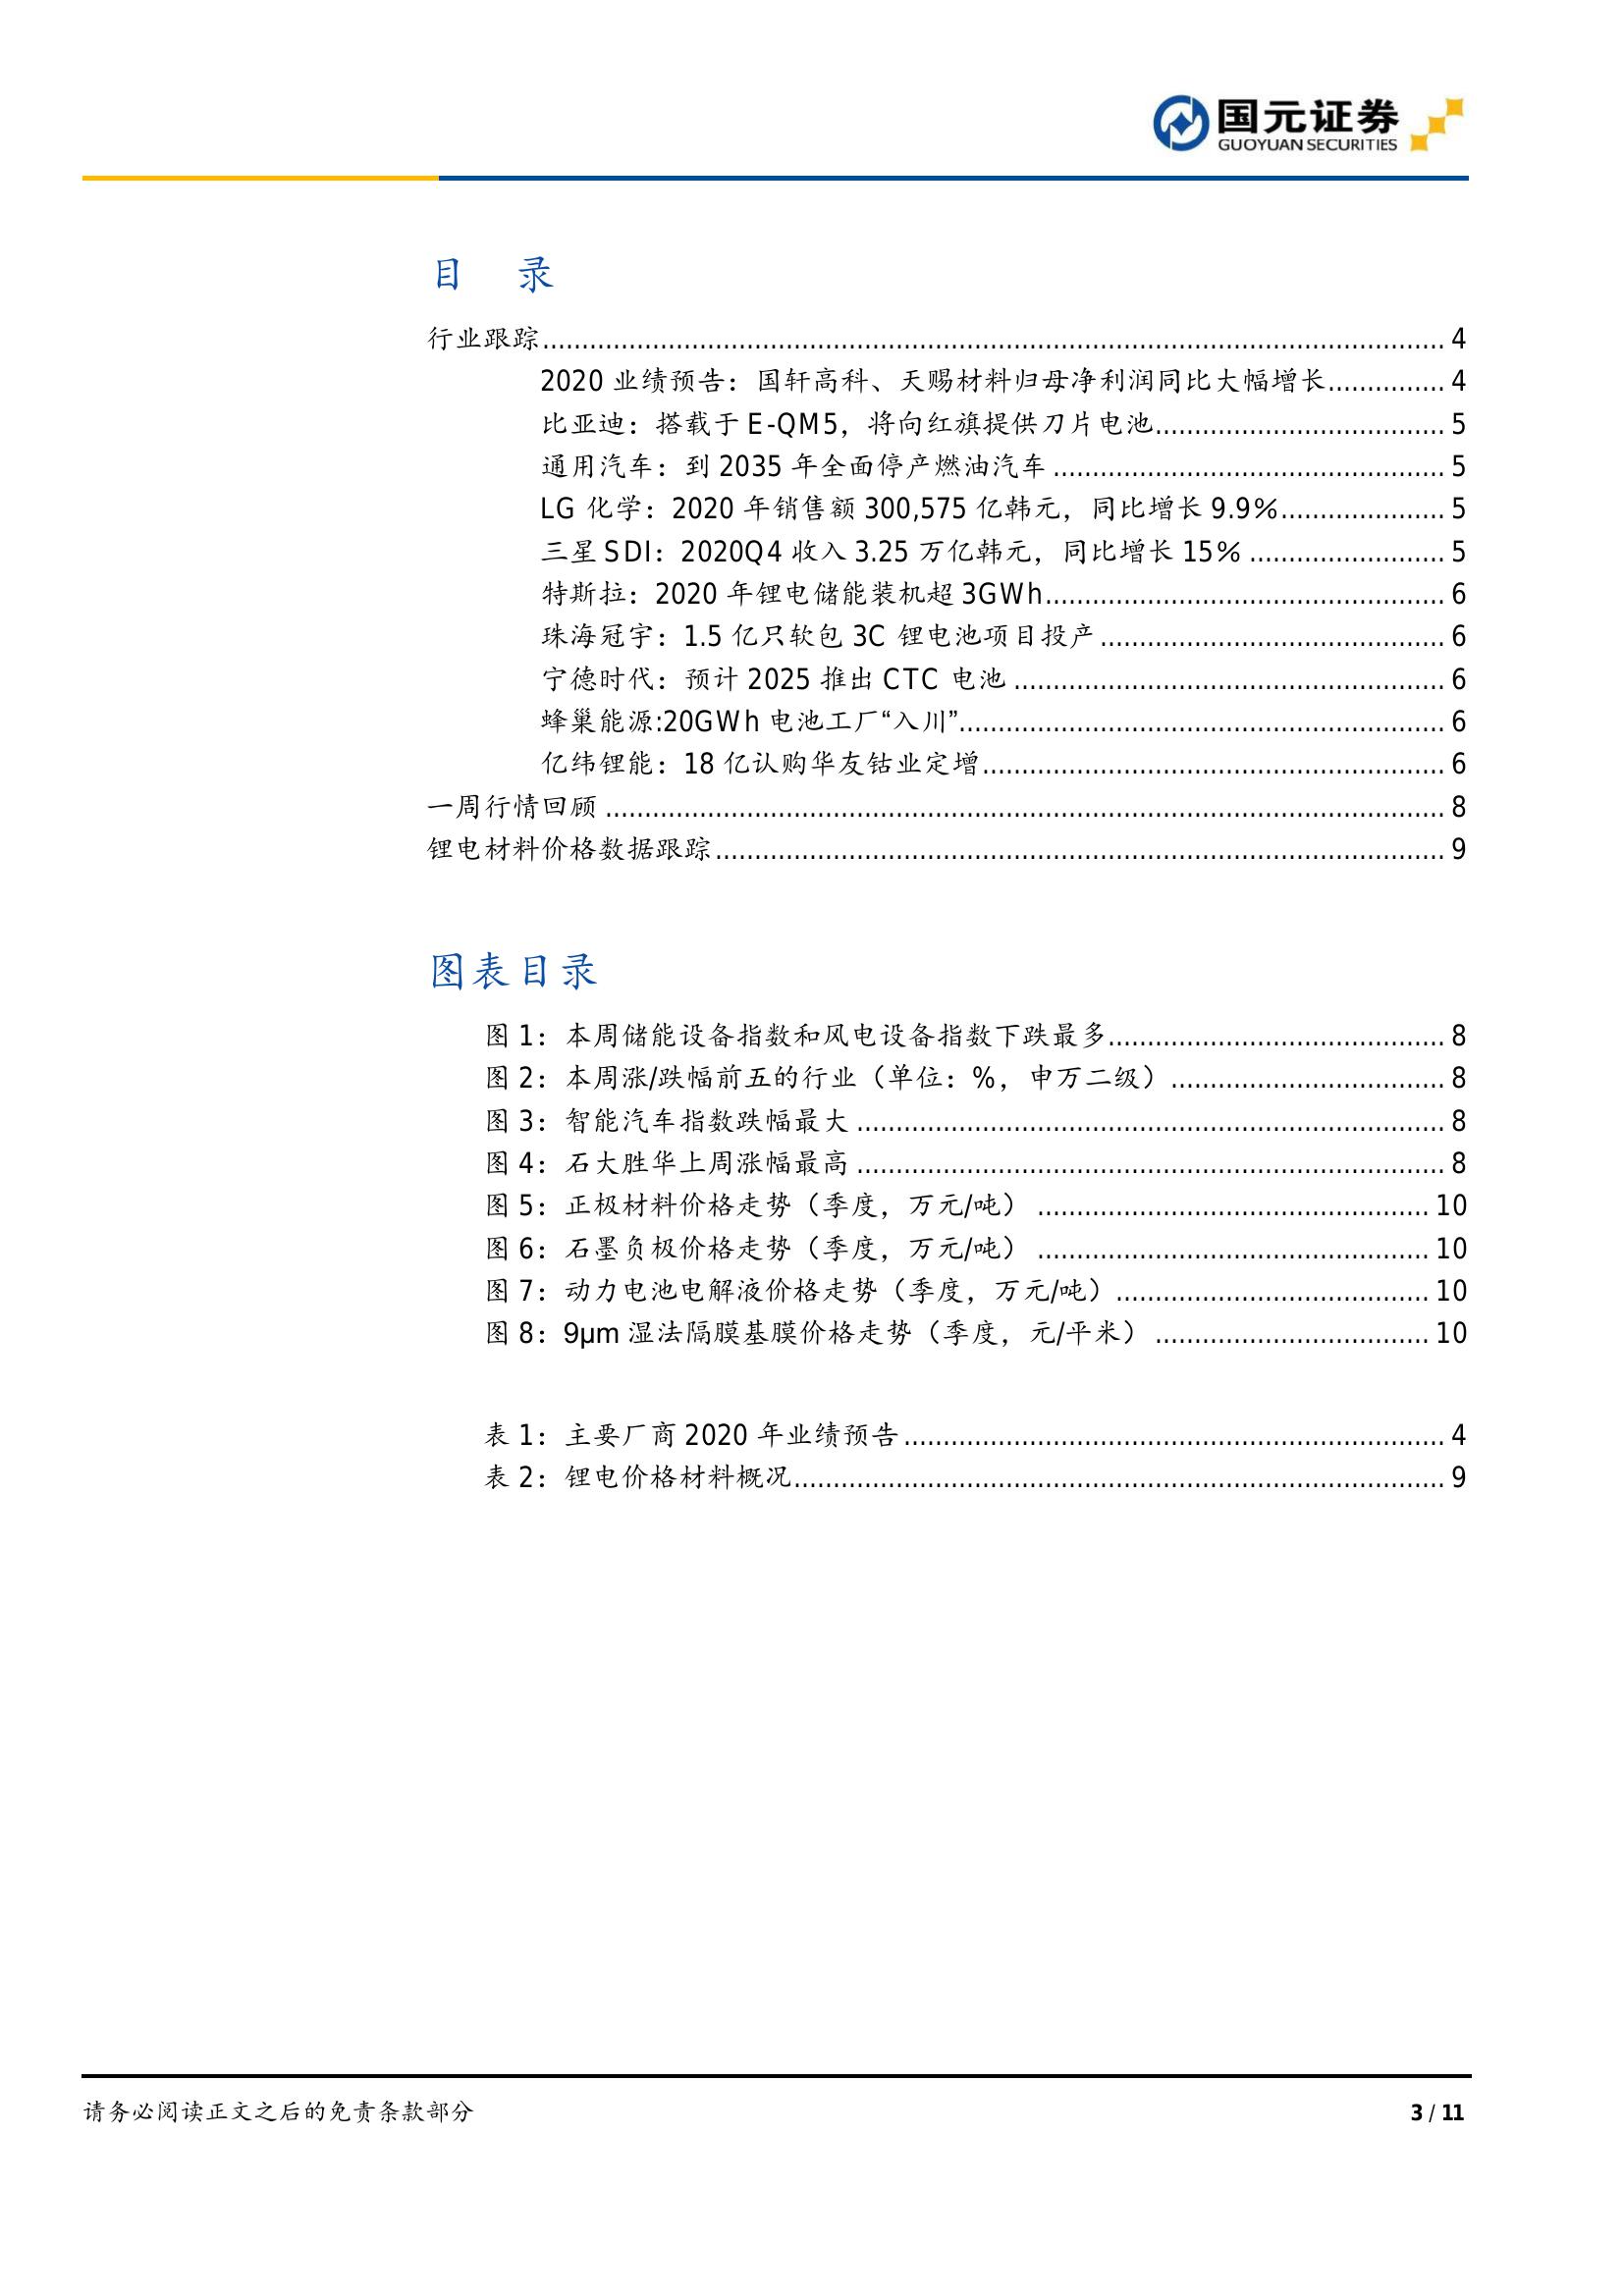 国元证券
GUOYUAN SECURITIES
目 录
行业跟踪 4
2020 业绩预告：国轩高科、天赐材料归母净利润同比大幅增长 4
比亚迪：搭载于 E-QM5，将向红旗提供刀片电池 5
通用汽车：到 2035 年全面停产燃油汽车 5
LG 化学：2020 年销售额 300,575 亿韩元，同比增长 9.9% 5
三星 SDI：2020Q4 收入 3.25 万亿韩元，同比增长 15% 5
特斯拉：2020 年锂电储能装机超 3GWh 6
珠海冠宇：1.5 亿只软包 3C 锂电池项目投产 6
宁德时代：预计 2025 推出 CTC 电池 6
蜂巢能源:20GWh 电池工厂“入川” 6
亿纬锂能：18 亿认购华友钴业定增 6
一周行情回顾 8
锂电材料价格数据跟踪 9
图表目录
图 1：本周储能设备指数和风电设备指数下跌最多 8
图 2：本周涨/跌幅前五的行业（单位：%，申万二级） 8
图 3：智能汽车指数跌幅最大 8
图 4：石大胜华上周涨幅最高 8
图 5：正极材料价格走势（季度，万元/吨） 10
图 6：石墨负极价格走势（季度，万元/吨） 10
图 7：动力电池电解液价格走势（季度，万元/吨） 10
图 8：9μm 湿法隔膜基膜价格走势（季度，元/平米） 10
表 1：主要厂商 2020 年业绩预告 4
表 2：锂电价格材料概况 9
请务必阅读正文之后的免责条款部分 3 / 11